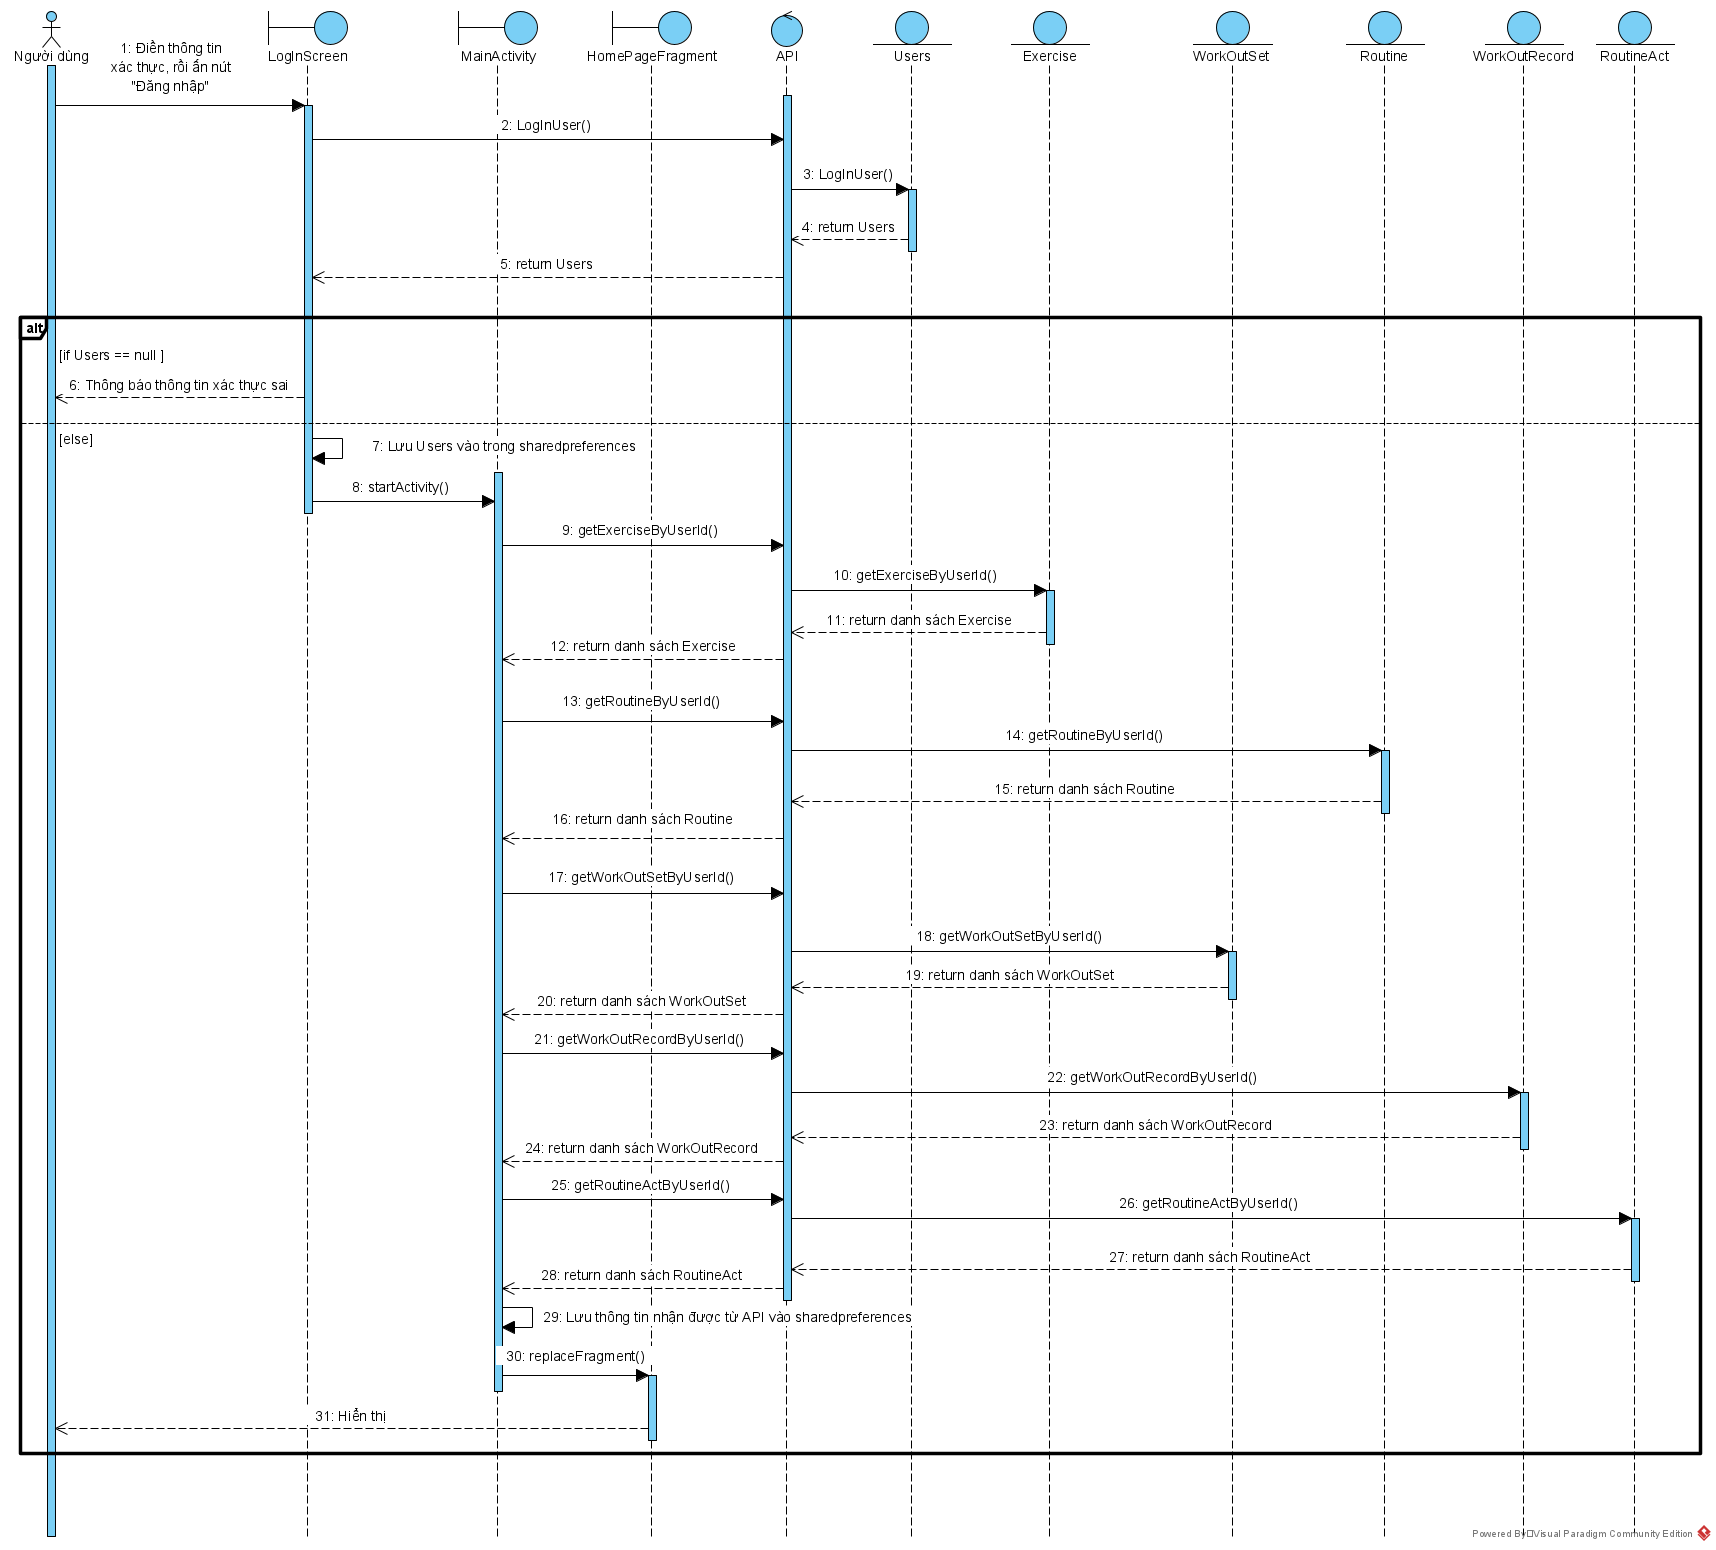 Người dùng
LogInScreen
MainActivity
HomePageFragment
API
Users
Exercise
WorkOutSet
Routine
WorkOutRecord
RoutineAct
1: Điền thông tin
xác thực, rồi ấn nút
"Đăng nhập"
2: LogInUser()
3: LogInUser()
4: return Users
5: return Users
alt
[if Users == null ]
6: Thông báo thông tin xác thực sai
[else]
7: Lưu Users vào trong sharedpreferences
8: startActivity()
9: getExerciseByUserId()
10: getExerciseByUserId()
11: return danh sách Exercise
12: return danh sách Exercise
13: getRoutineByUserId()
14: getRoutineByUserId()
15: return danh sách Routine
16: return danh sách Routine
17: getWorkOutSetByUserId()
18: getWorkOutSetByUserId()
19: return danh sách WorkOutSet
20: return danh sách WorkOutSet
21: getWorkOutRecordByUserId()
22: getWorkOutRecordByUserId()
23: return danh sách WorkOutRecord
24: return danh sách WorkOutRecord
25: getRoutineActByUserId()
26: getRoutineActByUserId()
27: return danh sách RoutineAct
28: return danh sách RoutineAct
29: Lưu thông tin nhận được từ API vào sharedpreferences
30: replaceFragment()
31: Hiển thị
Powered By Visual Paradigm Community Edition